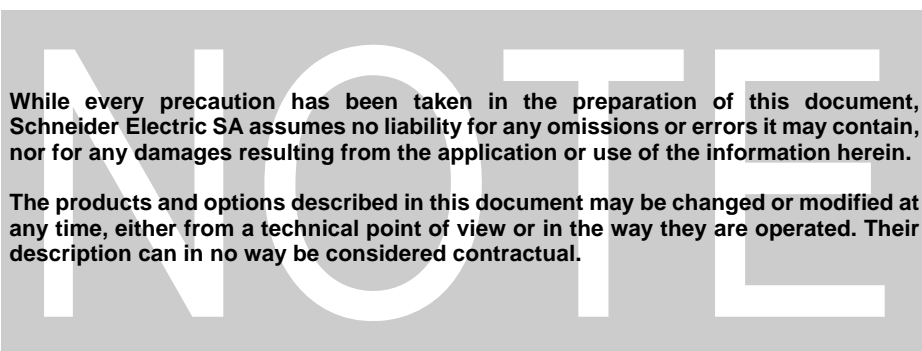 NOTE
While every precaution has been taken in the preparation of this document,
Schneider Electric SA assumes no liability for any omissions or errors it may contain,
nor for any damages resulting from the application or use of the information herein.
The products and options described in this document may be changed or modified at
any time, either from a technical point of view or in the way they are operated. Their
description can in no way be considered contractual.